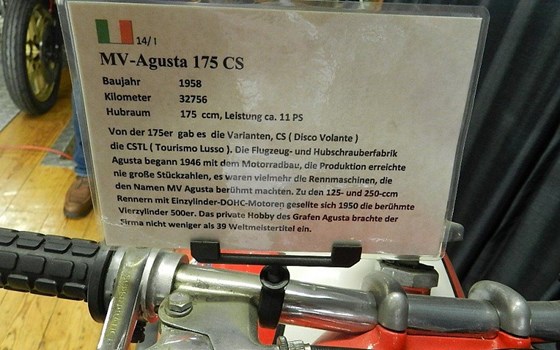 14/1
MV-Agusta 175 CS
Baujahr 1958
Kilometer 32756
Hubraum 175 ccm, Leistung ca. 11 PS
Von der 175er gab es die Varianten, CS ( Disco Volante )
die CSTL ( Tourismo Lusso ). Die Flugzeug- und Hubschrauberfabrik
Agusta begann 1946 mit dem Motorradbau, die Produktion erreichte
nie große Stückzahlen, es waren vielmehr die Rennmaschinen, die
den Namen MV Agusta berühmt machten. Zu den 125- und 250-ccm
Rennern mit Einzylinder-DOHC-Motoren geselite sich 1950 die berühmte
Vierzylinder 500er. Das private Hobby des Grafen Agusta brachte der
Firma nicht weniger als 39 Weltmeistertitel ein.